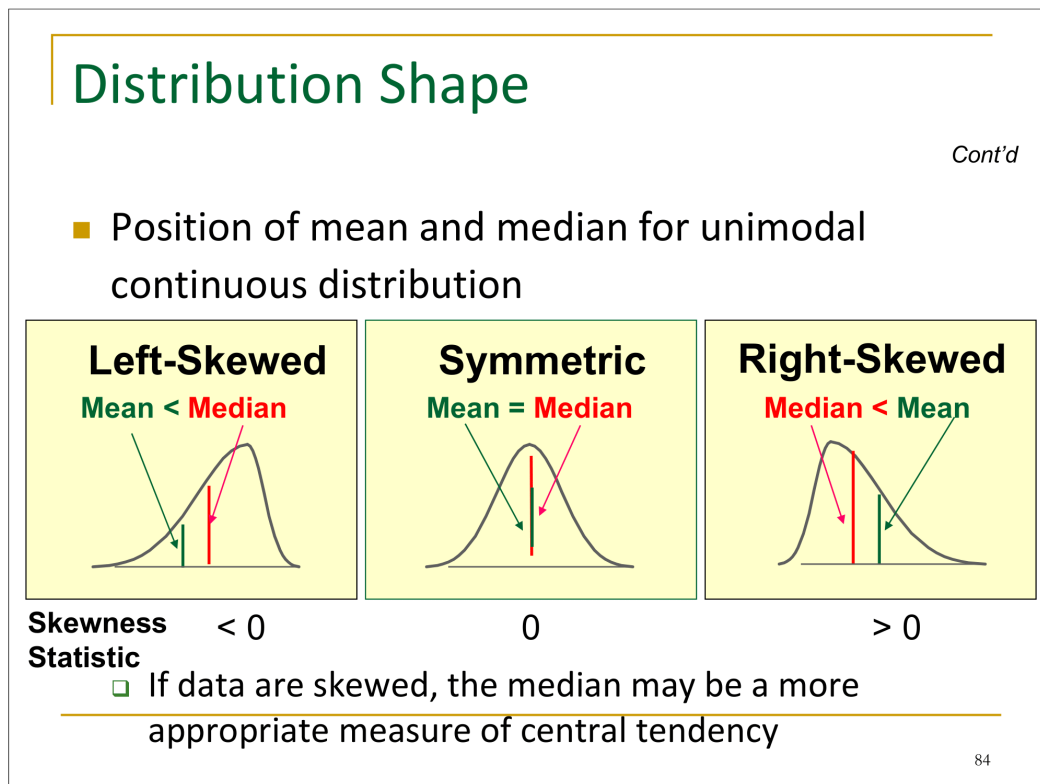 Distribution Shape
Cont’d
Position of mean and median for unimodal
continuous distribution
Left-Skewed
Mean < Median
Symmetric
Mean = Median
Right-Skewed
Median < Mean
Skewness
Statistic
< 0
0
> 0
If data are skewed, the median may be a more
appropriate measure of central tendency
84